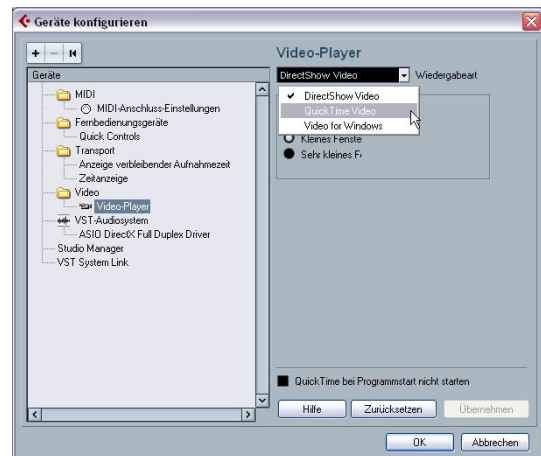 Geräte konfigurieren
Geräte
MIDI
MIDI-Anschluss-Einstellungen
Fernbedienungsgeräte
Quick Controls
Transport
Anzeige verbleibender Aufnahmezeit
Zeitanzeige
Video
Video-Player
VST-Audiosystem
ASIO DirectX Full Duplex Driver
Studio Manager
VST System Link
Video-Player
DirectShow Video Wiedergabeart
DirectShow Video
QuickTime Video
Video for Windows
Kleines Fenste
Sehr kleines F
QuickTime bei Programmstart nicht starten
Hilfe Zurücksetzen Übernehmen
OK Abbrechen